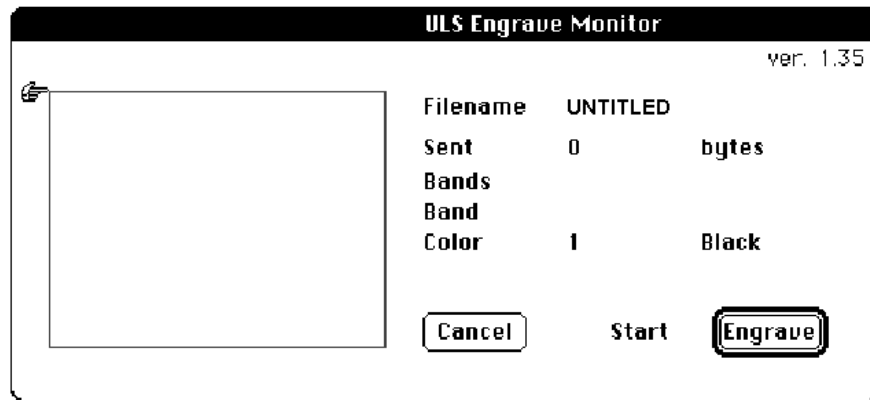 ULS Engrave Monitor
ver. 1.35
Filename UNTITLED
Sent 0 bytes
Bands
Band
Color 1 Black
Cancel Start Engrave